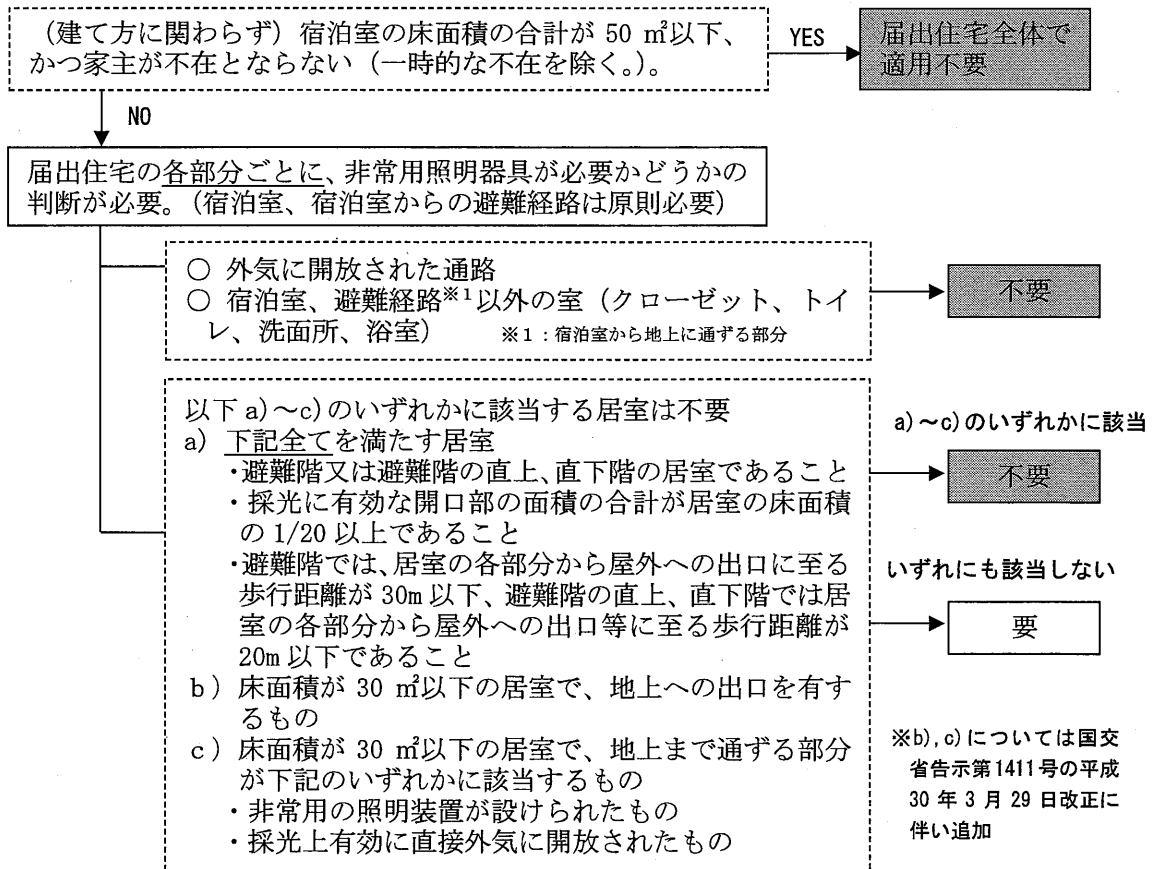 （建て方に関わらず）宿泊室の床面積の合計が 50 ㎡以下、
かつ家主が不在とならない（一時的な不在を除く。）。
YES
届出住宅全体で
適用不要
NO
届出住宅の各部分ごとに、非常用照明器具が必要かどうかの
判断が必要。（宿泊室、宿泊室からの避難経路は原則必要）
○ 外気に開放された通路
○ 宿泊室、避難経路※1以外の室（クローゼット、トイ
レ、洗面所、浴室） ※１：宿泊室から地上に通ずる部分
不要
以下 a)～c)のいずれかに該当する居室は不要
a) 下記全てを満たす居室
・避難階又は避難階の直上、直下階の居室であること
・採光に有効な開口部の面積の合計が居室の床面積
の 1/20 以上であること
・避難階では、居室の各部分から屋外への出口に至る
歩行距離が 30m 以下、避難階の直上、直下階では居
室の各部分から屋外への出口等に至る歩行距離が
20m 以下であること
ｂ）床面積が 30 ㎡以下の居室で、地上への出口を有す
るもの
ｃ）床面積が 30 ㎡以下の居室で、地上まで通ずる部分
が下記のいずれかに該当するもの
・非常用の照明装置が設けられたもの
・採光上有効に直接外気に開放されたもの
a)～c)のいずれかに該当
不要
いずれにも該当しない
要
※b),c)については国交
省告示第1411号の平成
30 年 3 月 29 日改正に
伴い追加